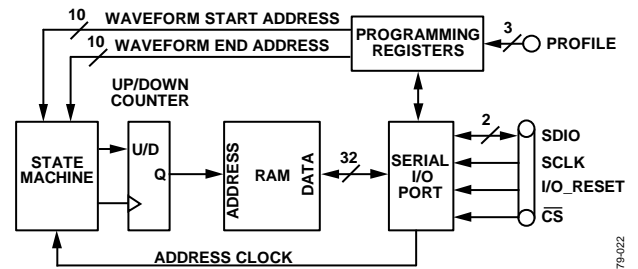 10 WAVEFORM START ADDRESS
10 WAVEFORM END ADDRESS
PROGRAMMING
REGISTERS
3
PROFILE
UP/DOWN
COUNTER
STATE
MACHINE
U/D
Q
ADDRESS
RAM
DATA
32
SERIAL
I/O
PORT
2
SDIO
SCLK
I/O_RESET
CS
ADDRESS CLOCK
79-022